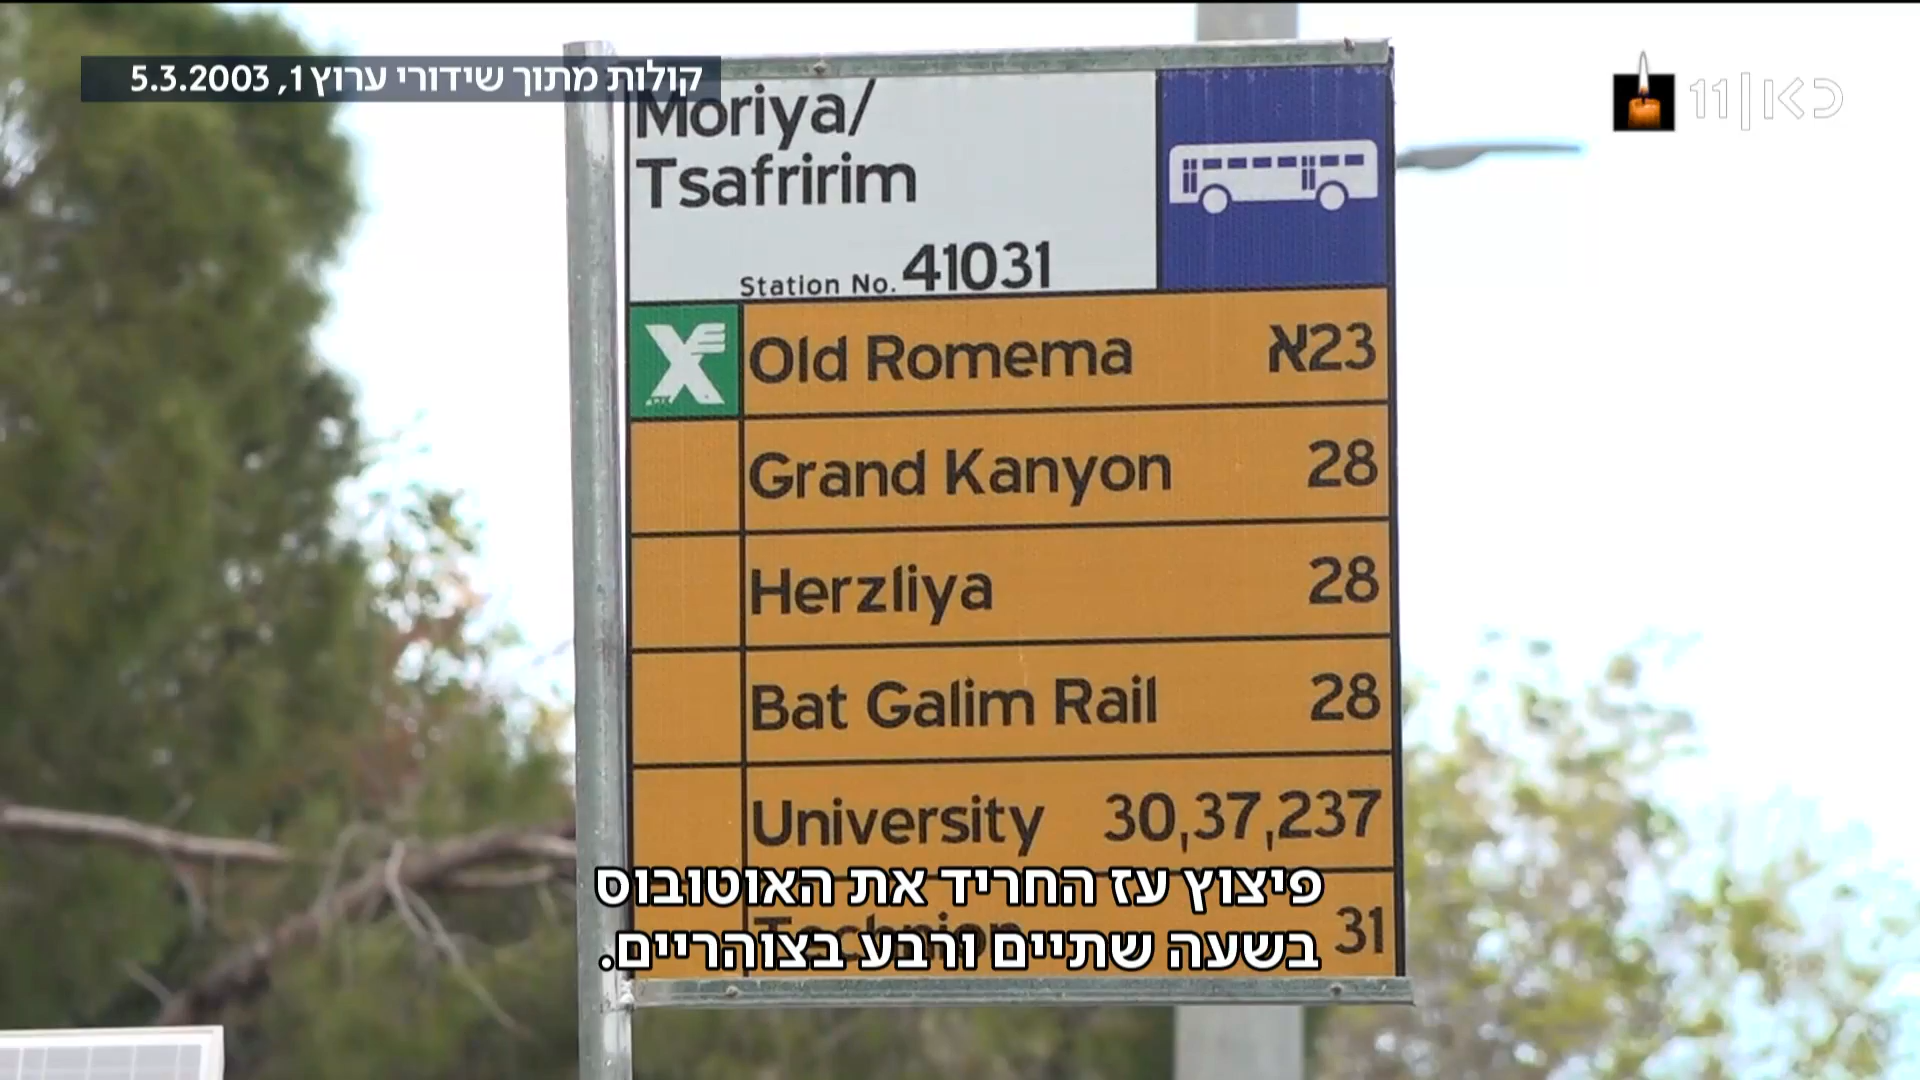 קולות מתוך שידורי ערוץ 1, 5.3.2003
כאן|11
Moriya/
Tsafririm
Station No. 41031
Old Romema א23
Grand Kanyon 28
Herzliya 28
Bat Galim Rail 28
University 30,37,237
Technion 31
פיצוץ עז החריד את האוטובוס
בשעה שתיים ורבע בצוהריים.